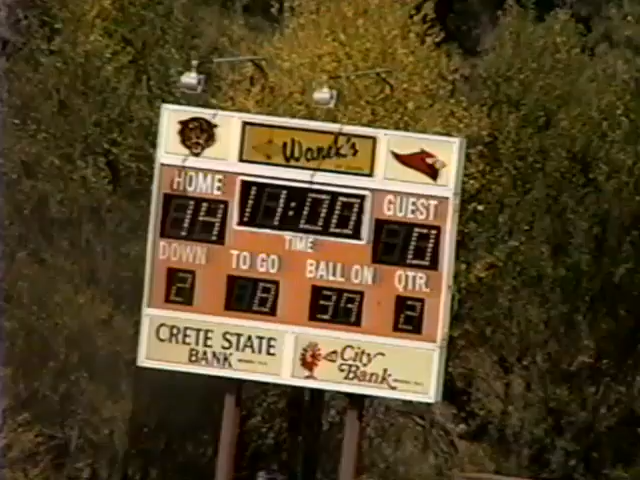 Wanek's
HOME 11:00 GUEST
14 TIME 0
DOWN TO GO BALL ON QTR.
2 8 39 2
CRETE STATE
BANK
City
Bank